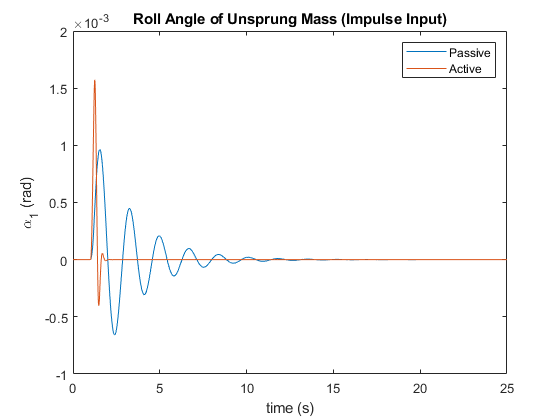 Roll Angle of Unsprung Mass (Impulse Input)
×10⁻³
2
1.5
1
0.5
0
-0.5
-1
α₁ (rad)
Passive
Active
0 5 10 15 20 25
time (s)